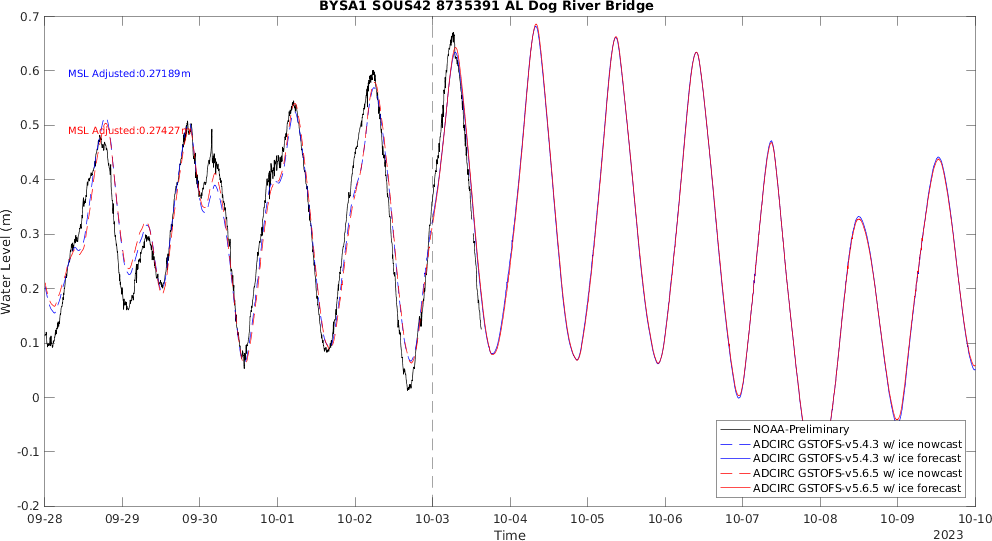 BYSA1 SOUS42 8735391 AL Dog River Bridge
0.7
0.6
0.5
0.4
0.3
0.2
0.1
0
-0.1
-0.2
Water Level (m)
MSL Adjusted:0.27189m
MSL Adjusted:0.27427m
NOAA-Preliminary
ADCIRC GSTOFS-v5.4.3 w/ ice nowcast
ADCIRC GSTOFS-v5.4.3 w/ ice forecast
ADCIRC GSTOFS-v5.6.5 w/ ice nowcast
ADCIRC GSTOFS-v5.6.5 w/ ice forecast
09-28 09-29 09-30 10-01 10-02 10-03 10-04 10-05 10-06 10-07 10-08 10-09 10-10
Time
2023